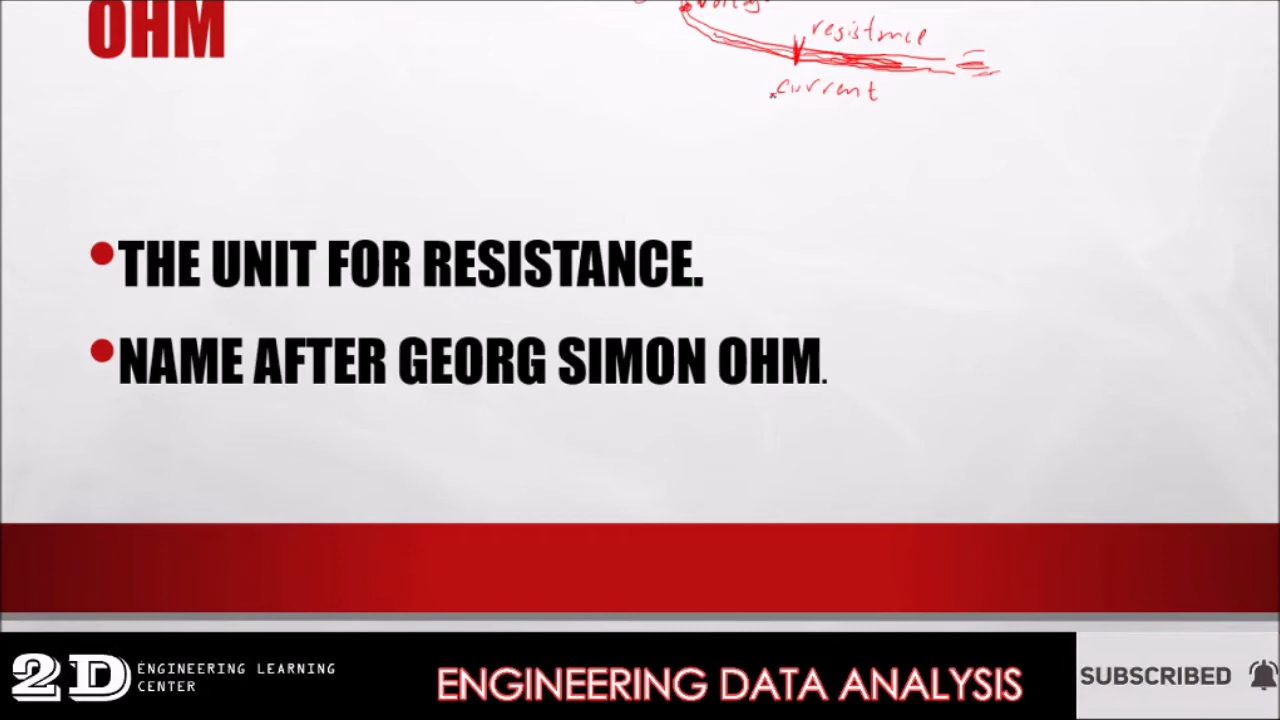 OHM
resistance
current
•THE UNIT FOR RESISTANCE.
•NAME AFTER GEORG SIMON OHM.
2D ENGINEERING LEARNING
CENTER
ENGINEERING DATA ANALYSIS
SUBSCRIBED